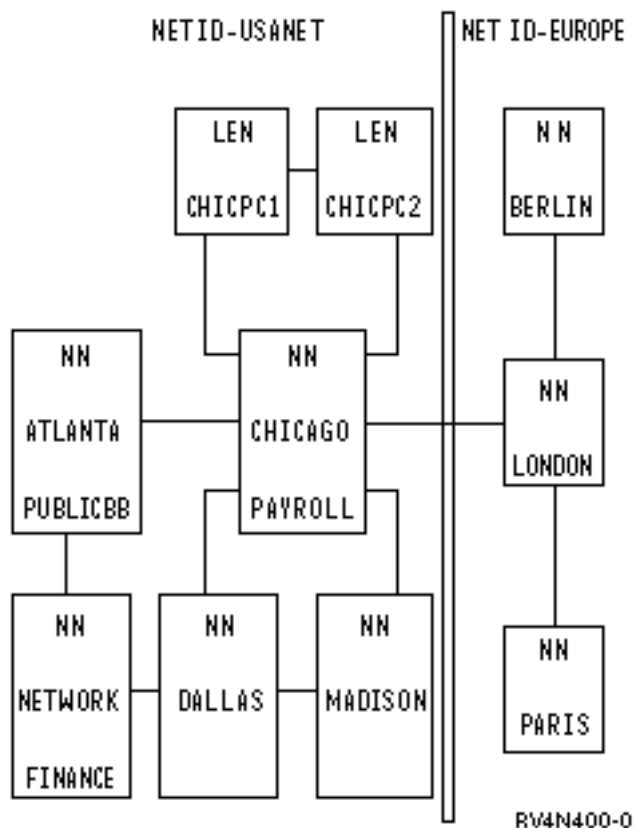 NETID-USANET
NET ID-EUROPE
LEN
CHICPC1
LEN
CHICPC2
NN
BERLIN
NN
ATLANTA
PUBLICBB
NN
CHICAGO
PAYROLL
NN
LONDON
NN
NETWORK
FINANCE
NN
DALLAS
NN
MADISON
NN
PARIS
RV4N400-0